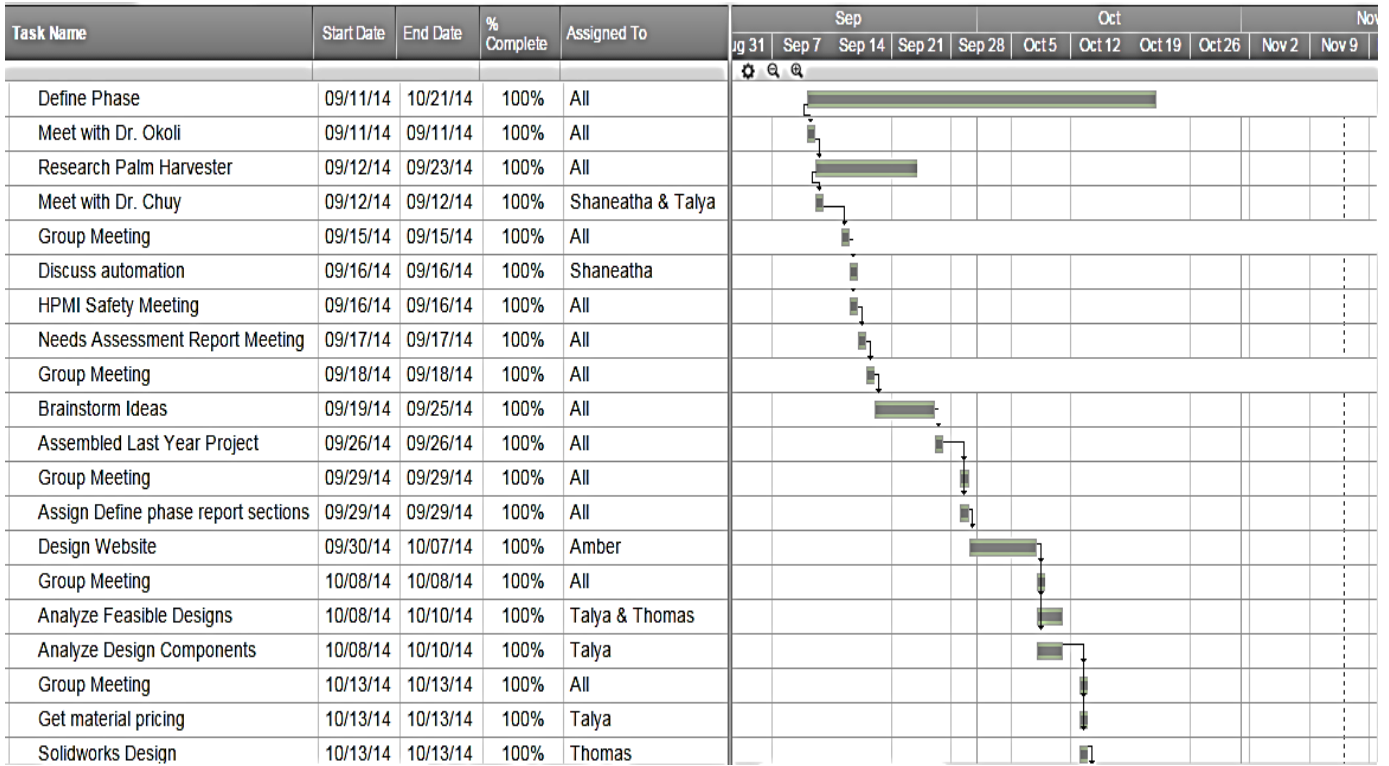 Task Name Start Date End Date % Complete Assigned To Sep Oct Nov
ug 31 Sep 7 Sep 14 Sep 21 Sep 28 Oct 5 Oct 12 Oct 19 Oct 26 Nov 2 Nov 9
Define Phase 09/11/14 10/21/14 100% All
Meet with Dr. Okoli 09/11/14 09/11/14 100% All
Research Palm Harvester 09/12/14 09/23/14 100% All
Meet with Dr. Chuy 09/12/14 09/12/14 100% Shaneatha & Talya
Group Meeting 09/15/14 09/15/14 100% All
Discuss automation 09/16/14 09/16/14 100% Shaneatha
HPMI Safety Meeting 09/16/14 09/16/14 100% All
Needs Assessment Report Meeting 09/17/14 09/17/14 100% All
Group Meeting 09/18/14 09/18/14 100% All
Brainstorm Ideas 09/19/14 09/25/14 100% All
Assembled Last Year Project 09/26/14 09/26/14 100% All
Group Meeting 09/29/14 09/29/14 100% All
Assign Define phase report sections 09/29/14 09/29/14 100% All
Design Website 09/30/14 10/07/14 100% Amber
Group Meeting 10/08/14 10/08/14 100% All
Analyze Feasible Designs 10/08/14 10/10/14 100% Talya & Thomas
Analyze Design Components 10/08/14 10/10/14 100% Talya
Group Meeting 10/13/14 10/13/14 100% All
Get material pricing 10/13/14 10/13/14 100% Talya
Solidworks Design 10/13/14 10/13/14 100% Thomas